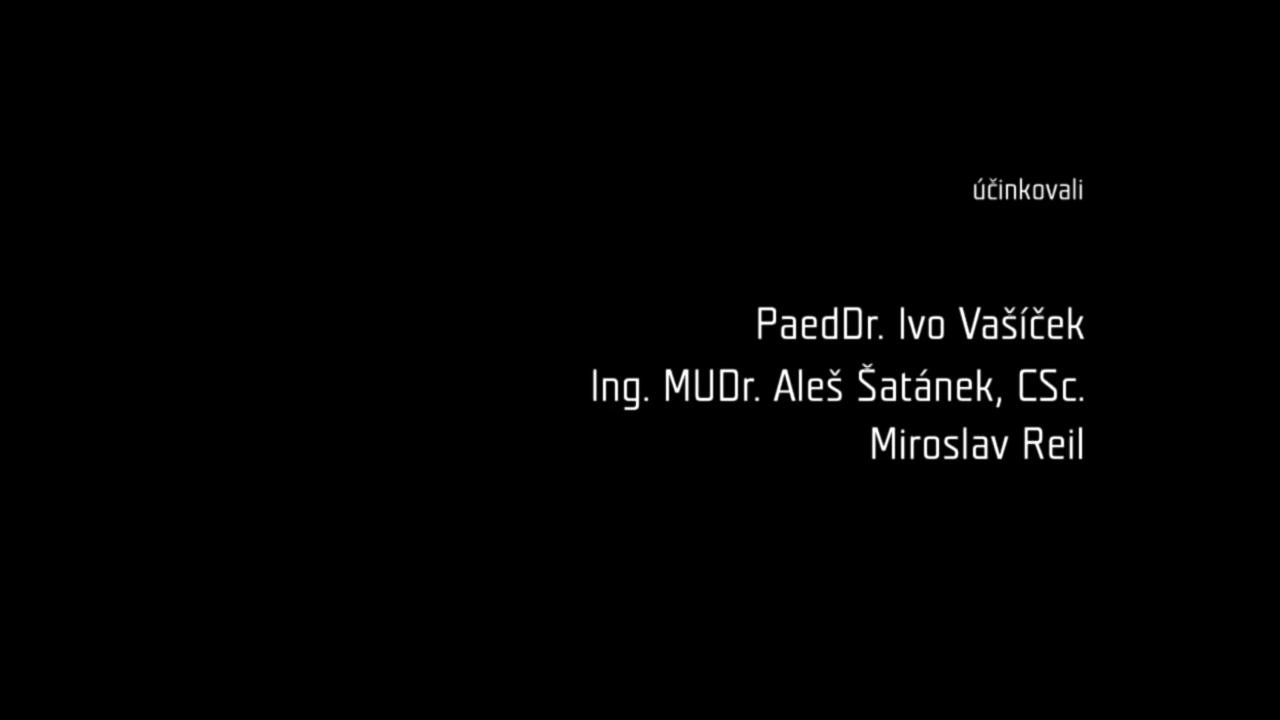 účinkovali
PaedDr. Ivo Vašíček
Ing. MUDr. Aleš Šatánek, CSc.
Miroslav Reil